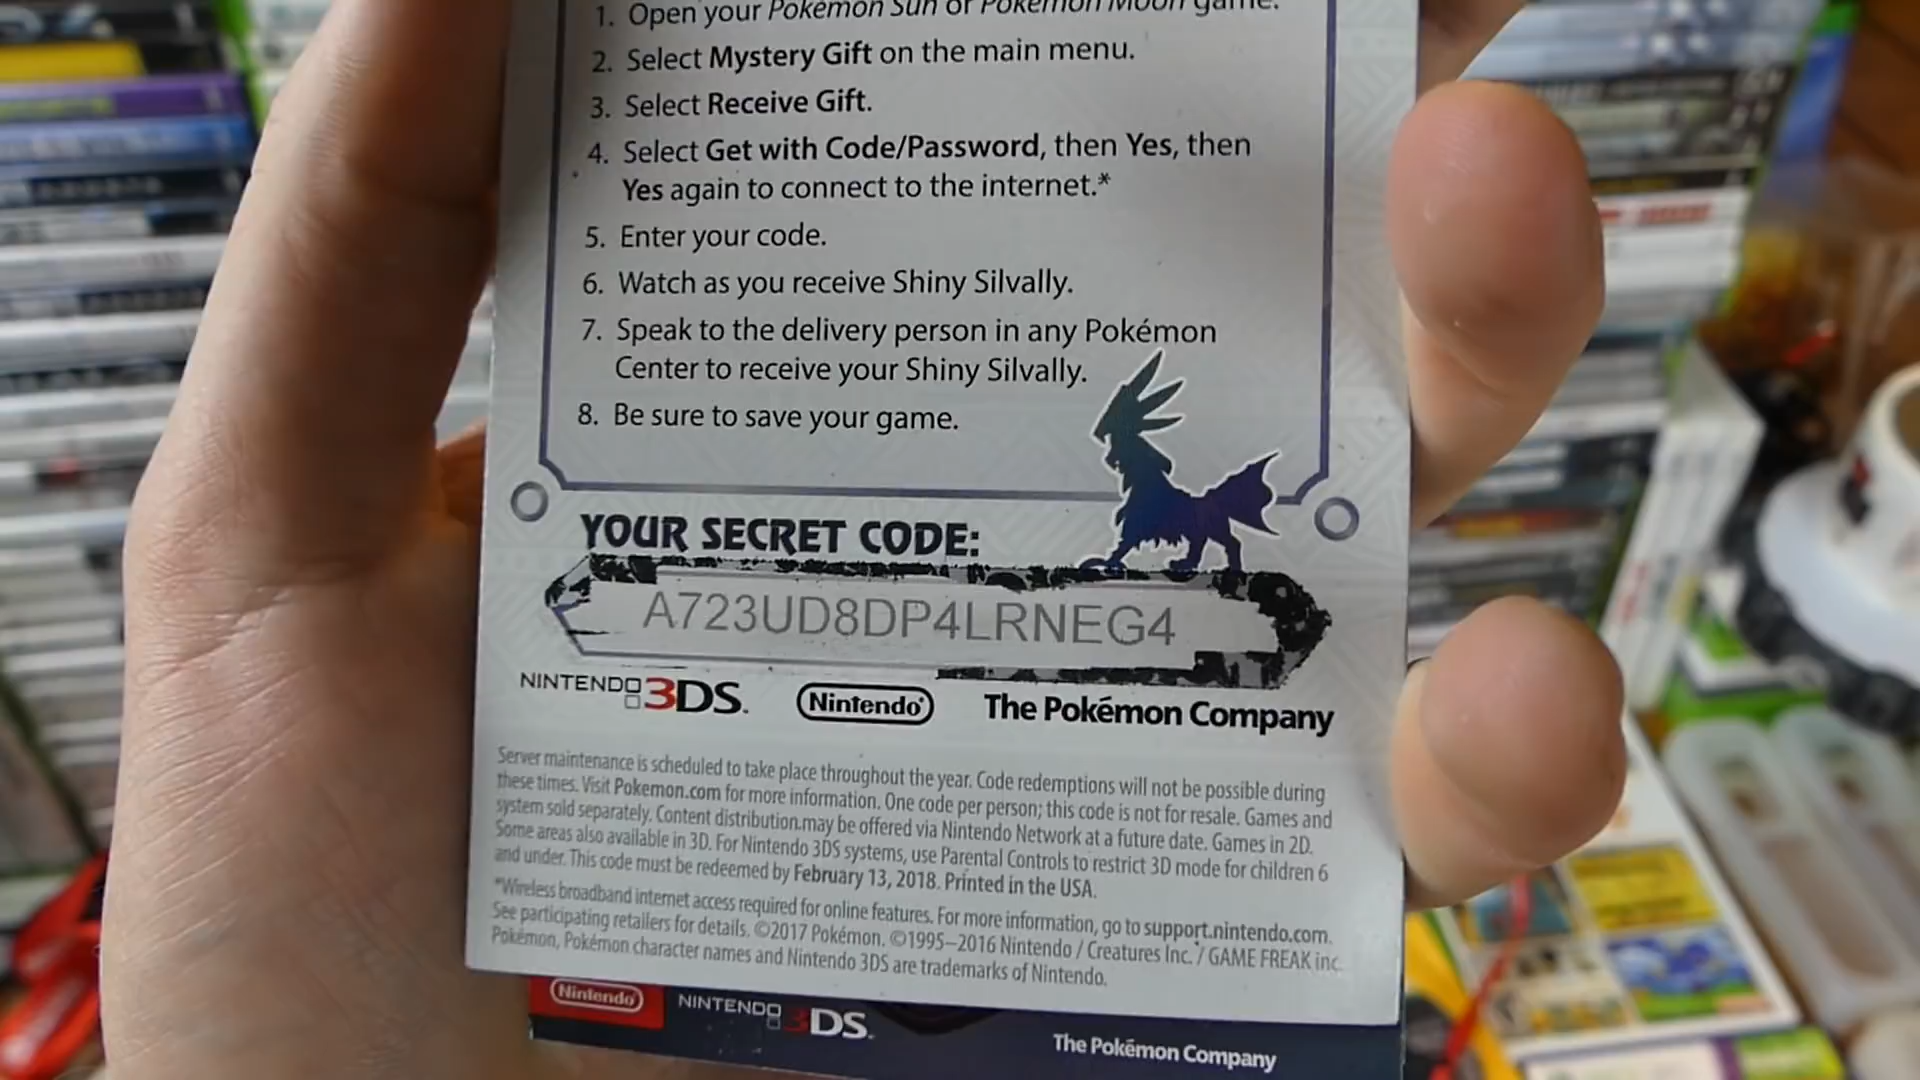 1. Open your Pokémon Sun or Pokémon Moon game.
2. Select Mystery Gift on the main menu.
3. Select Receive Gift.
4. Select Get with Code/Password, then Yes, then
Yes again to connect to the internet.*
5. Enter your code.
6. Watch as you receive Shiny Silvally.
7. Speak to the delivery person in any Pokémon
Center to receive your Shiny Silvally.
8. Be sure to save your game.
YOUR SECRET CODE:
A723UD8DP4LRNEG4
NINTENDO 3DS. Nintendo® The Pokémon Company
Server maintenance is scheduled to take place throughout the year. Code redemptions will not be possible during
these times. Visit Pokemon.com for more information. One code per person; this code is not for resale. Games and
system sold separately. Content distribution may be offered via Nintendo Network at a future date. Games in 2D.
Some areas also available in 3D. For Nintendo 3DS systems, use Parental Controls to restrict 3D mode for children 6
and under. This code must be redeemed by February 13, 2018. Printed in the USA.
*Wireless broadband internet access required for online features. For more information, go to support.nintendo.com.
See participating retailers for details. ©2017 Pokémon. ©1995–2016 Nintendo / Creatures Inc. / GAME FREAK inc.
Pokémon, Pokémon character names and Nintendo 3DS are trademarks of Nintendo.
Nintendo NINTENDO 3DS. The Pokémon Company